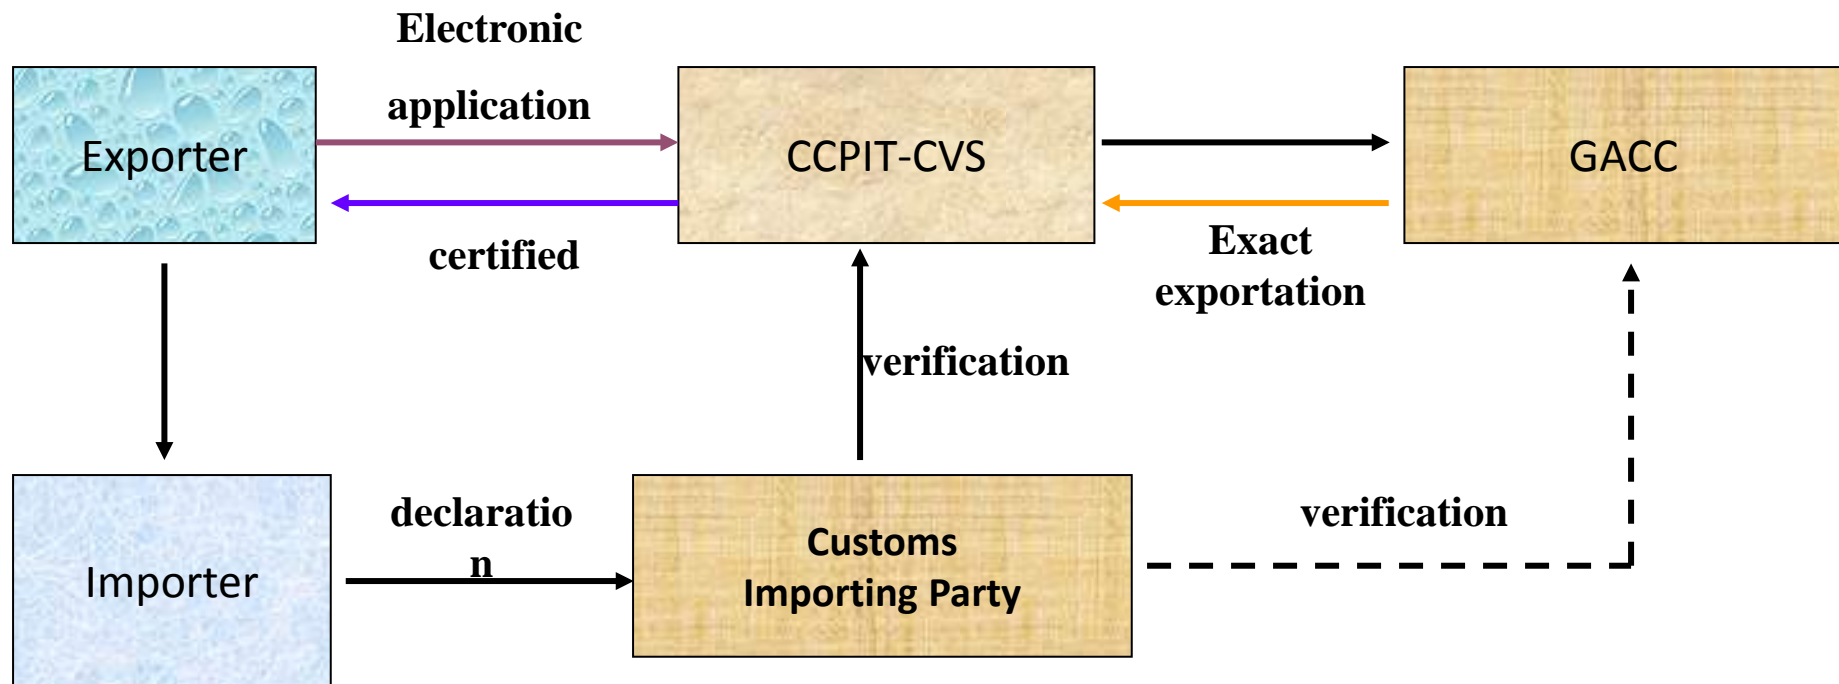 Electronic
application
Exporter
CCPIT-CVS
GACC
certified
Exact
exportation
verification
declaratio
n
Importer
Customs
Importing Party
verification